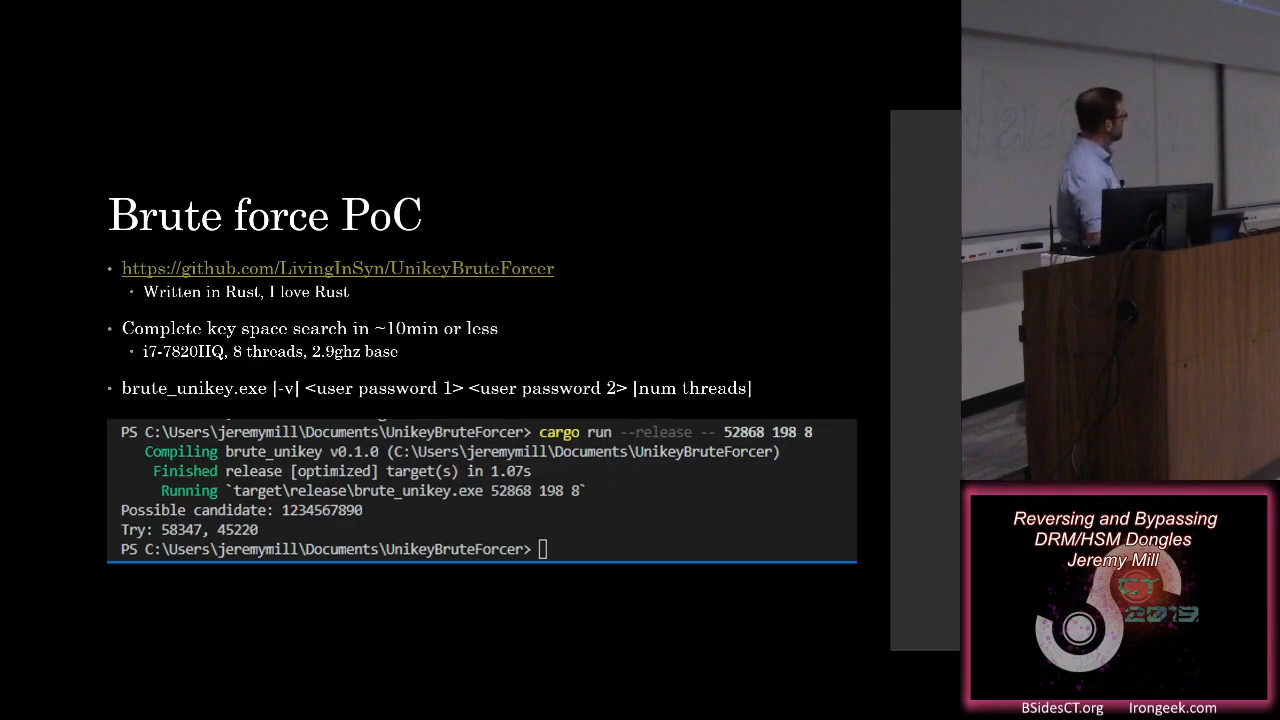 Brute force PoC
https://github.com/LivingInSyn/UnikeyBruteForcer
Written in Rust, I love Rust
Complete key space search in ~10min or less
i7-7820HQ, 8 threads, 2.9ghz base
brute_unikey.exe [-v] <user password 1> <user password 2> [num threads]
PS C:\Users\jeremymill\Documents\UnikeyBruteForcer> cargo run --release -- 52868 198 8
Compiling brute_unikey v0.1.0 (C:\Users\jeremymill\Documents\UnikeyBruteForcer)
Finished release [optimized] target(s) in 1.07s
Running `target\release\brute_unikey.exe 52868 198 8`
Possible candidate: 1234567890
Try: 58347, 45220
PS C:\Users\jeremymill\Documents\UnikeyBruteForcer>
Reversing and Bypassing
DRM/HSM Dongles
Jeremy Mill
CT
2019
BSidesCT.org Irongeek.com